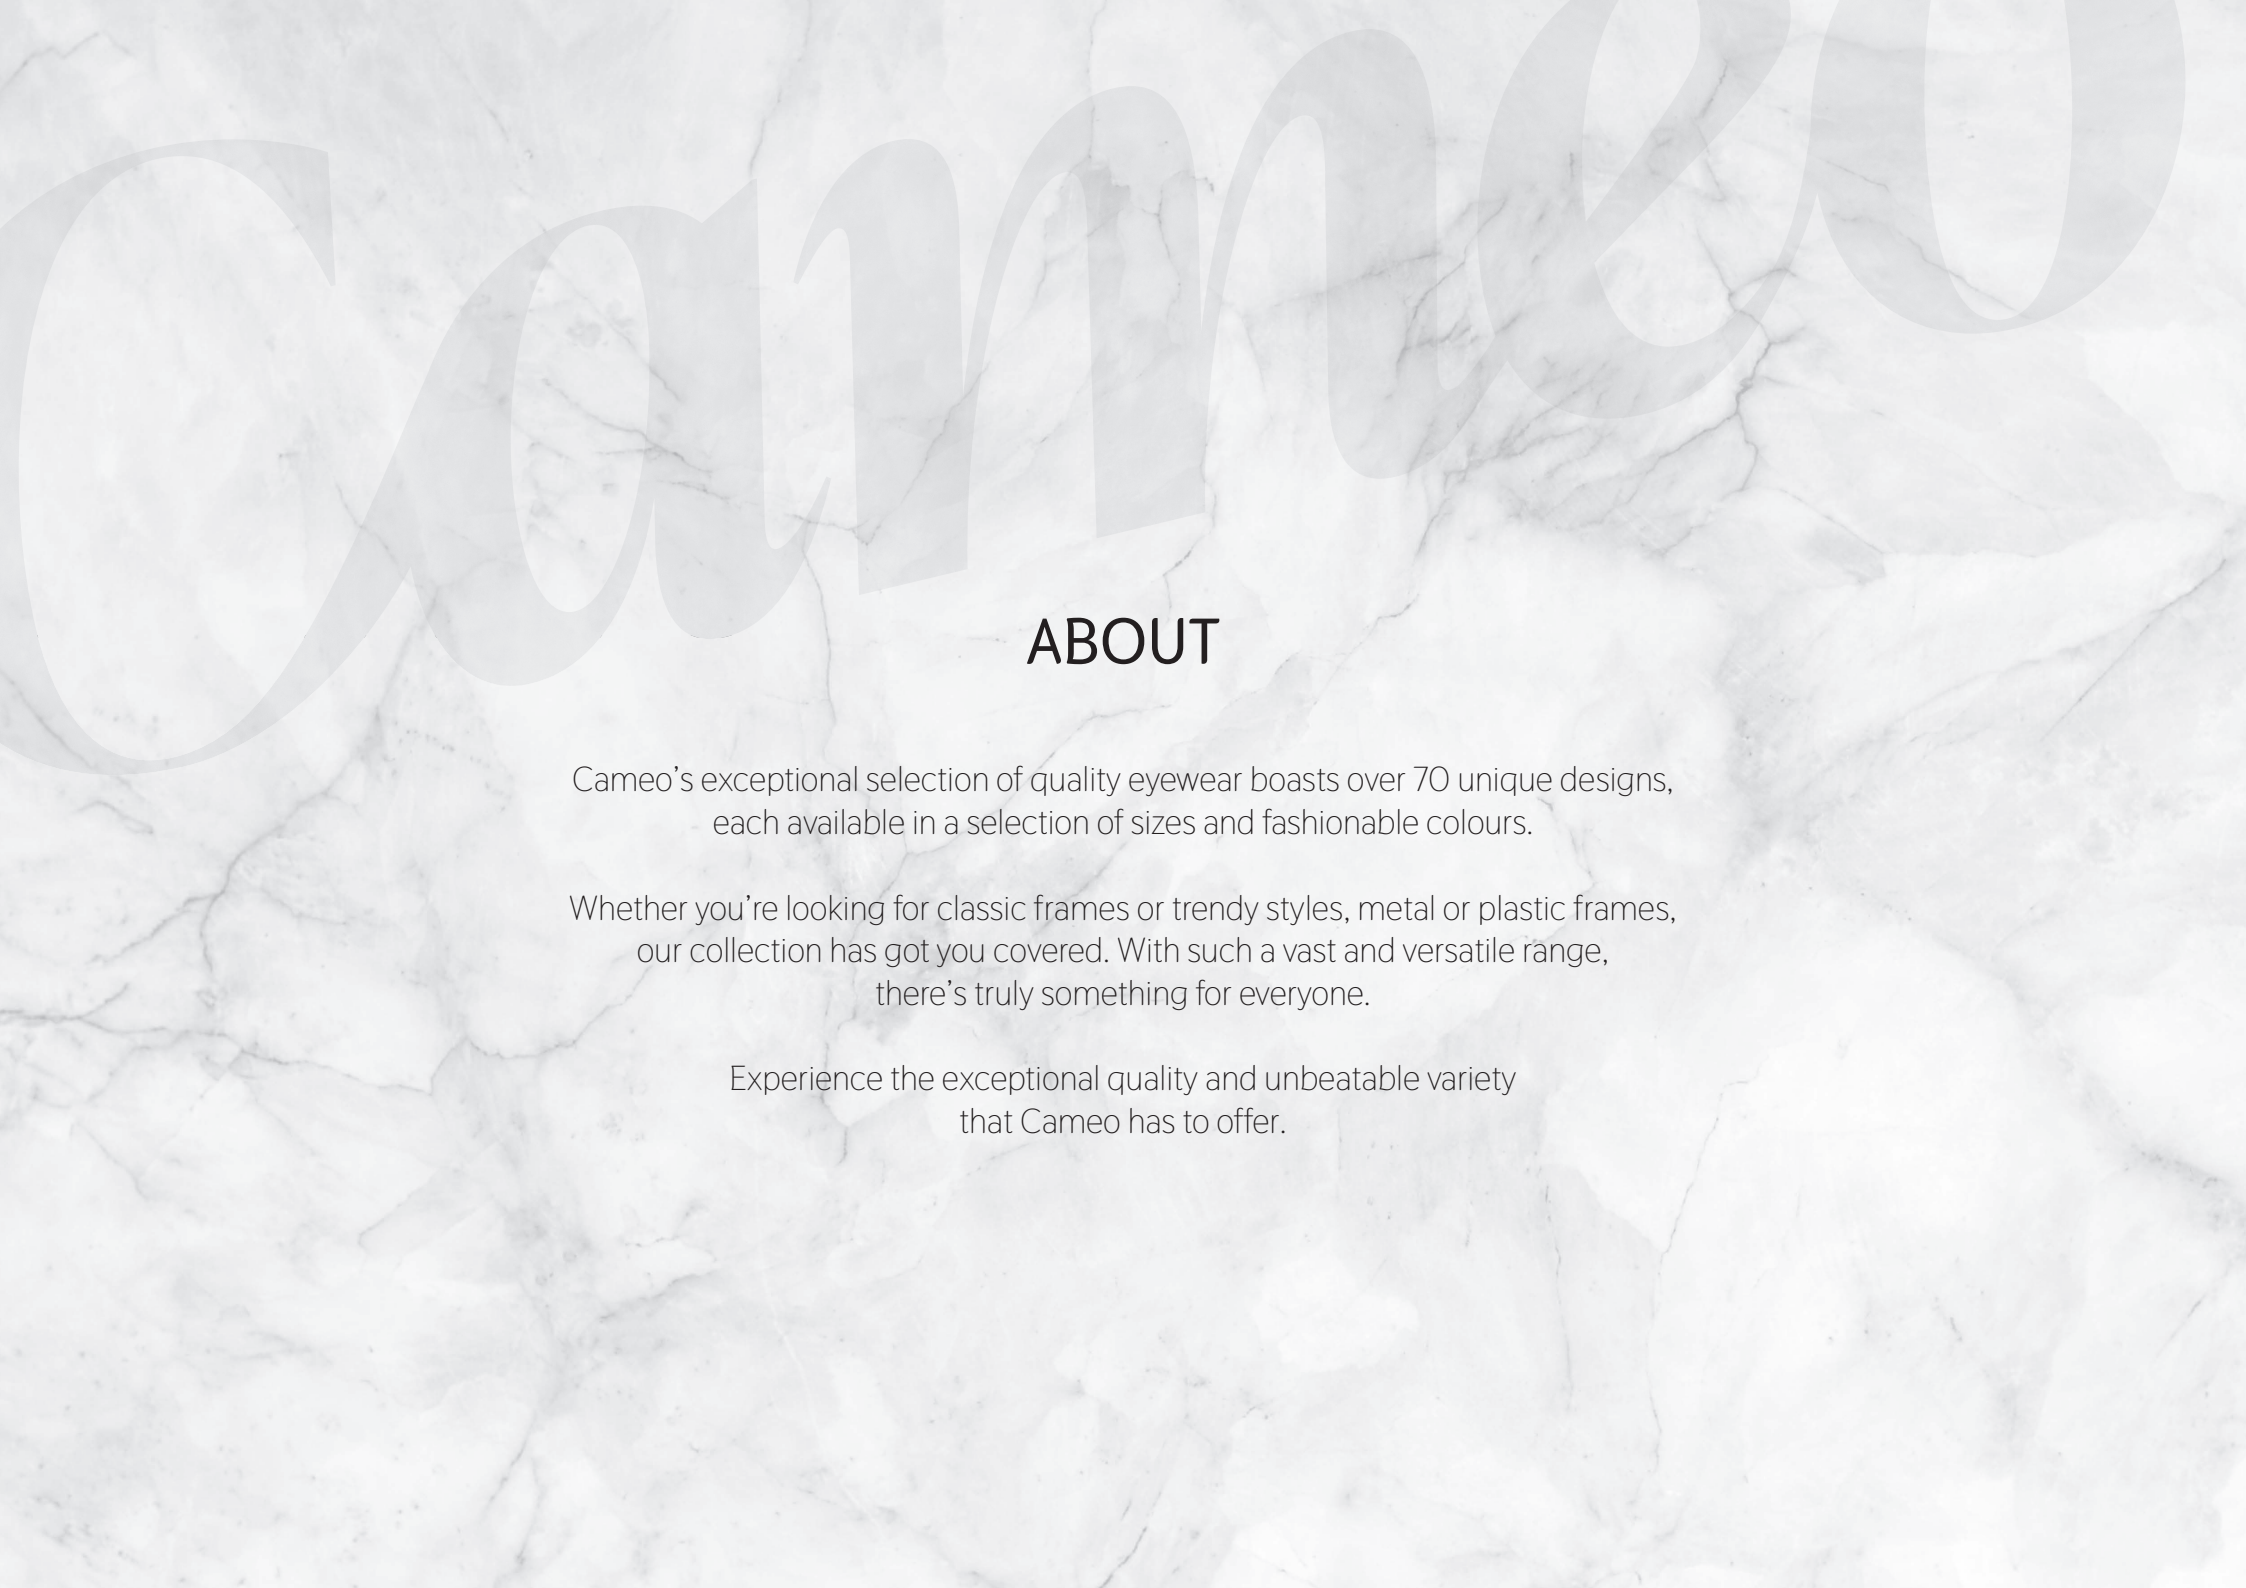 Cameo
ABOUT
Cameo’s exceptional selection of quality eyewear boasts over 70 unique designs,
each available in a selection of sizes and fashionable colours.
Whether you’re looking for classic frames or trendy styles, metal or plastic frames,
our collection has got you covered. With such a vast and versatile range,
there’s truly something for everyone.
Experience the exceptional quality and unbeatable variety
that Cameo has to offer.